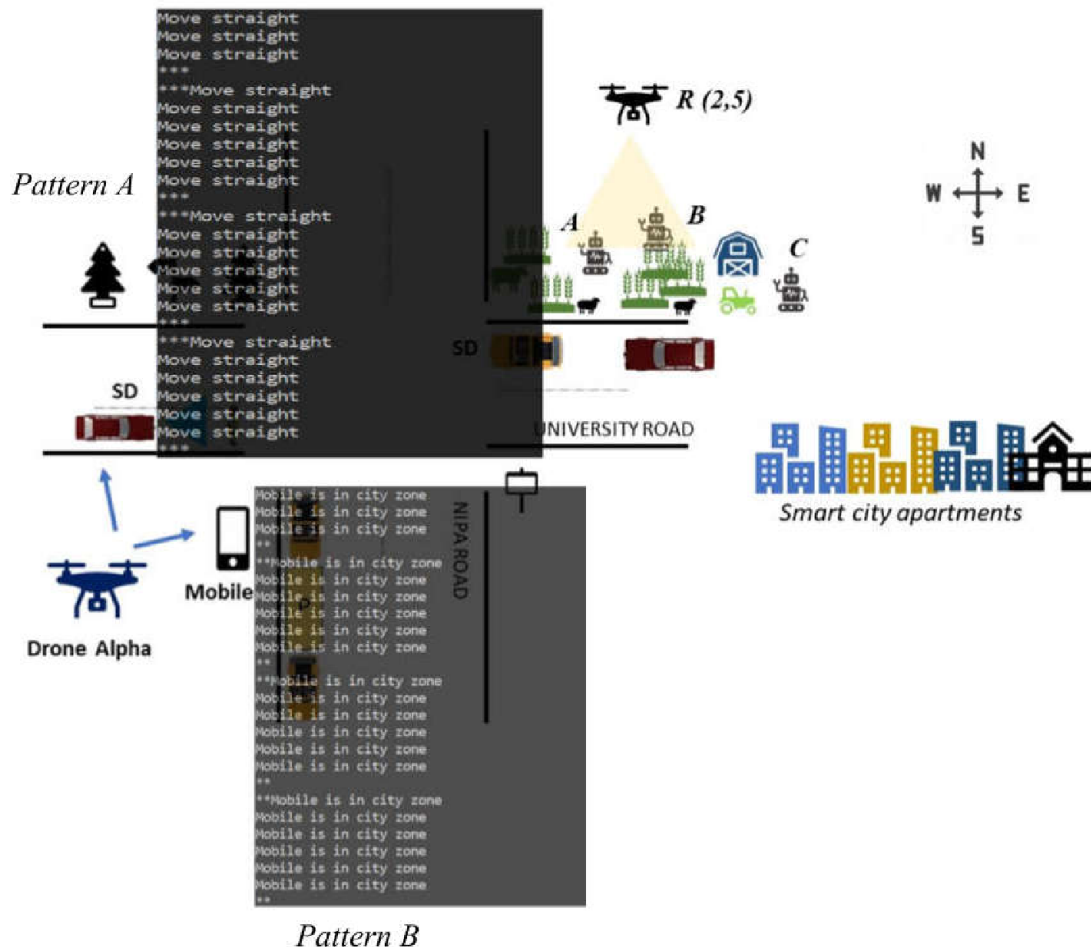 Move straight
Move straight
Move straight
***
***Move straight
Move straight
Move straight
Move straight
Move straight
Move straight
***
***Move straight
Move straight
Move straight
Move straight
Move straight
Move straight
***
***Move straight
Move straight
Move straight
Move straight
Move straight
Move straight
***
Pattern A
R (2,5)
A
B
C
N
W E
S
SD
SD
UNIVERSITY ROAD
Smart city apartments
Mobile is in city zone
Mobile is in city zone
Mobile is in city zone
**
**Mobile is in city zone
Mobile is in city zone
Mobile is in city zone
Mobile is in city zone
Mobile is in city zone
Mobile is in city zone
**
**Mobile is in city zone
Mobile is in city zone
Mobile is in city zone
Mobile is in city zone
Mobile is in city zone
Mobile is in city zone
**
**Mobile is in city zone
Mobile is in city zone
Mobile is in city zone
Mobile is in city zone
Mobile is in city zone
Mobile is in city zone
**
NIPA ROAD
P
Mobile
Drone Alpha
Pattern B